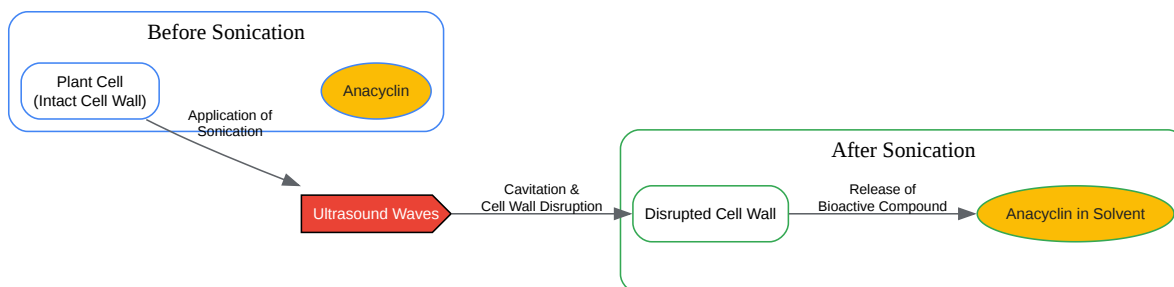 Before Sonication
Plant Cell
(Intact Cell Wall)
Anacyclin
Application of
Sonication
Ultrasound Waves
Cavitation &
Cell Wall Disruption
After Sonication
Disrupted Cell Wall
Release of
Bioactive Compound
Anacyclin in Solvent